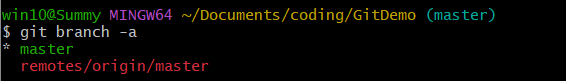 win10@Summy MINGW64 ~/Documents/coding/GitDemo (master)
$ git branch -a
* master
  remotes/origin/master